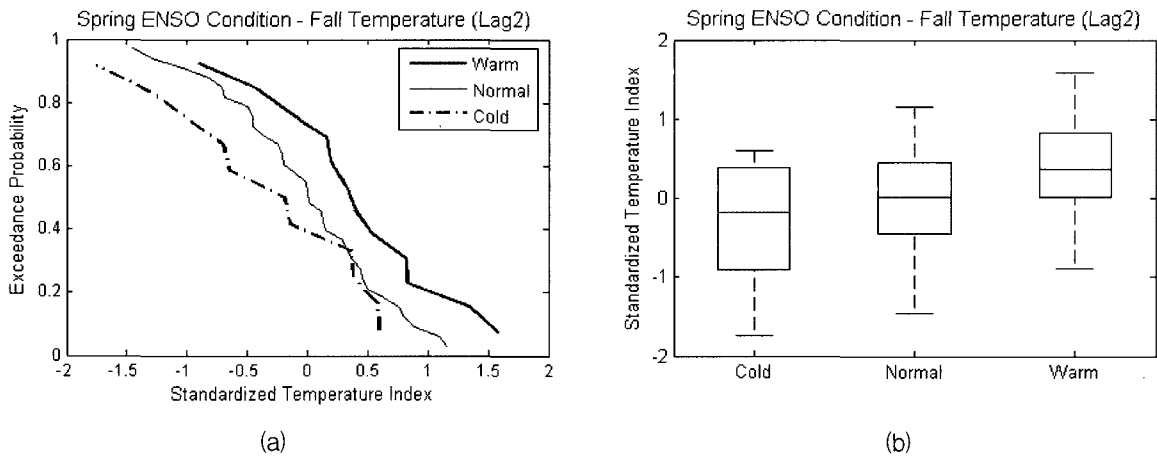 Spring ENSO Condition - Fall Temperature (Lag2)
Exceedance Probability
1
0.8
0.6
0.4
0.2
0
Warm
Normal
Cold
-2
-1.5
-1
-0.5
0
0.5
1
1.5
2
Standardized Temperature Index
(a)
Spring ENSO Condition - Fall Temperature (Lag2)
Standardized Temperature Index
2
1
0
-1
-2
Cold
Normal
Warm
(b)